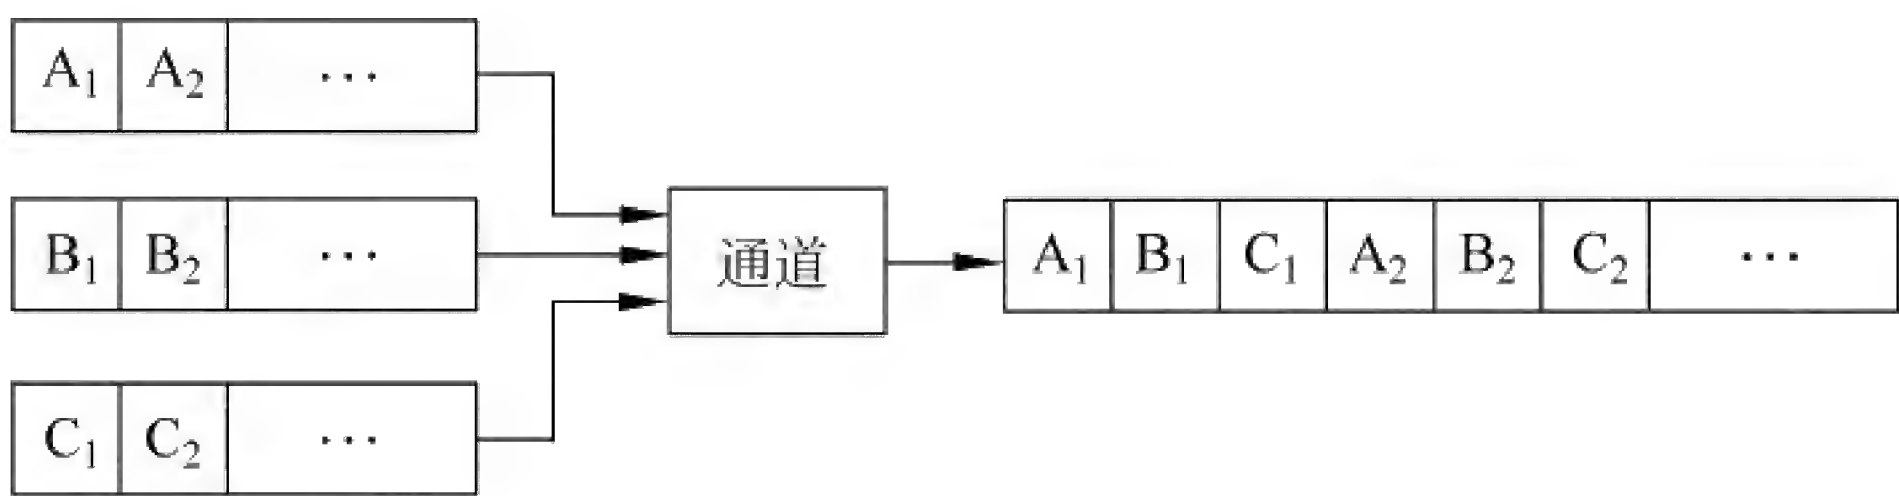 A₁ A₂ ···
B₁ B₂ ···
C₁ C₂ ···
通道
A₁ B₁ C₁ A₂ B₂ C₂ ···